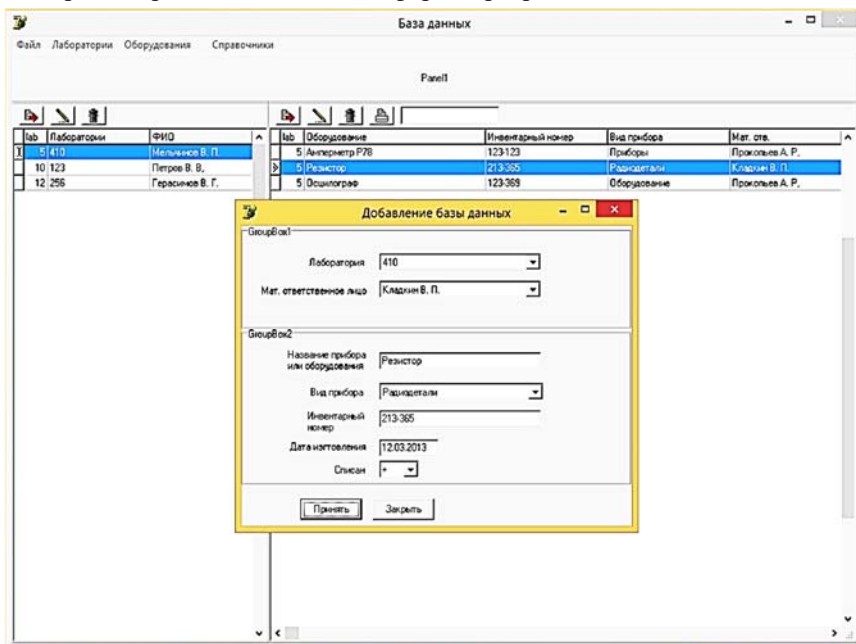 База данных
Файл Лаборатории Оборудования Справочники
Panel1
lab Лаборатории ФИО
5 410 Мельников В. П.
10 123 Петров В. В,
12 256 Герасимов В. Г.
lab Оборудование Инвентарный номер Вид прибора Мат. отв.
5 Амперметр Р78 123-123 Приборы Прокопьев А. Р,
5 Резистор 213-365 Радиодетали Кладкин В. П.
5 Осцилограф 123-369 Оборудование Прокопьев А. Р,
Добавление базы данных
GroupBox1
Лаборатория 410
Мат. ответственное лицо Кладкин В. П.
GroupBox2
Название прибора
или оборудования Резистор
Вид прибора Радиодетали
Инвентарный
номер 213-365
Дата изготовления 12.03.2013
Списан +
Принять Закрыть